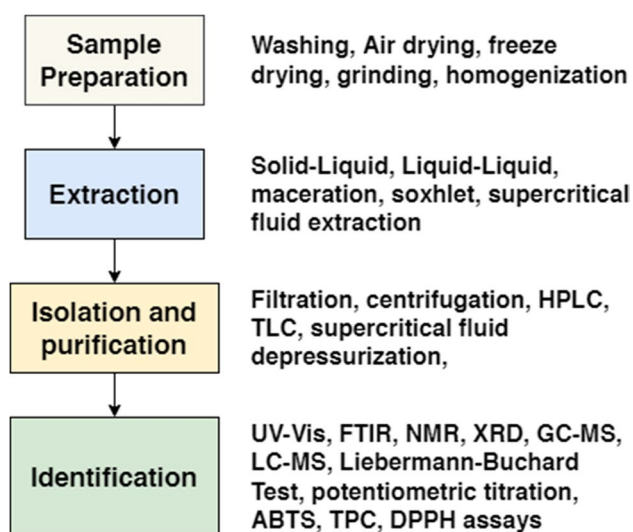 Sample
Preparation
Washing, Air drying, freeze
drying, grinding, homogenization
Extraction
Solid-Liquid, Liquid-Liquid,
maceration, soxhlet, supercritical
fluid extraction
Isolation and
purification
Filtration, centrifugation, HPLC,
TLC, supercritical fluid
depressurization,
Identification
UV-Vis, FTIR, NMR, XRD, GC-MS,
LC-MS, Liebermann-Buchard
Test, potentiometric titration,
ABTS, TPC, DPPH assays